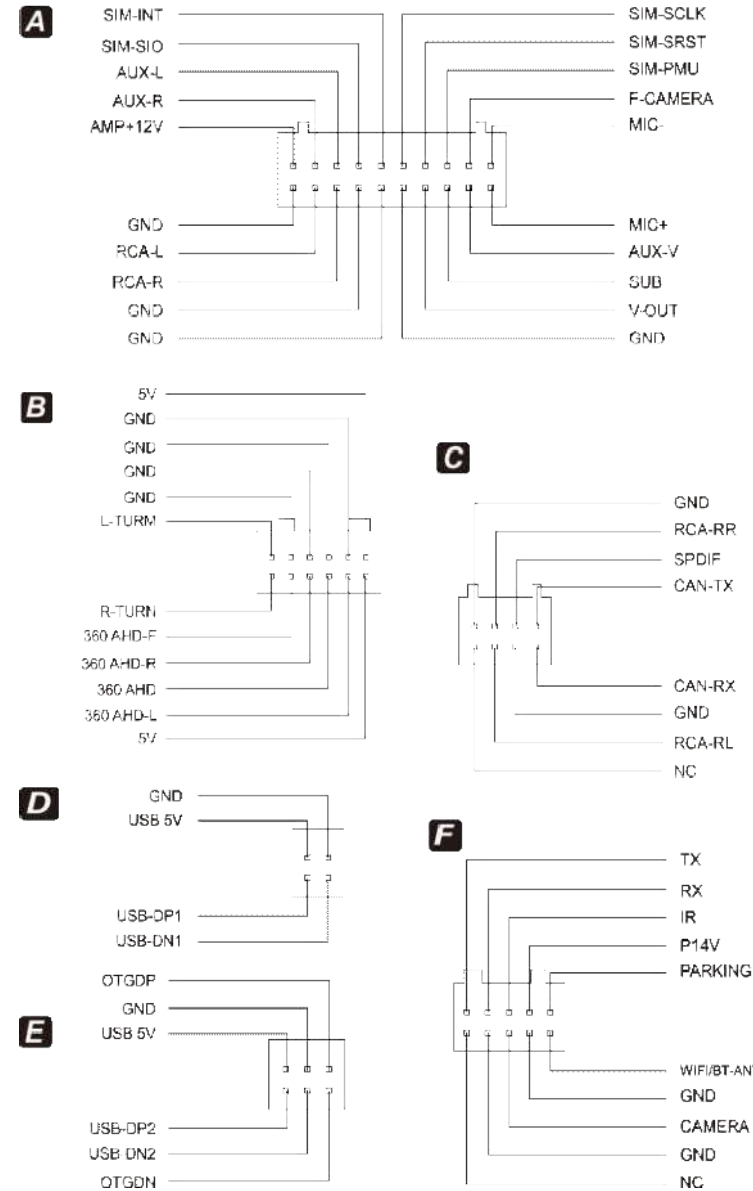 A
SIM-INT
SIM-SIO
AUX-L
AUX-R
AMP+12V
SIM-SCLK
SIM-SRST
SIM-PMU
F-CAMERA
MIC-
GND
RCA-L
RCA-R
GND
GND
MIC+
AUX-V
SUB
V-OUT
GND
B
5V
GND
GND
GND
GND
L-TURM
R-TURN
360 AHD-F
360 AHD-R
360 AHD
360 AHD-L
5V
C
GND
RCA-RR
SPDIF
CAN-TX
CAN-RX
GND
RCA-RL
NC
D
GND
USB 5V
USB-DP1
USB-DN1
E
OTGDP
GND
USB 5V
USB-DP2
USB-DN2
OTGDN
F
TX
RX
IR
P14V
PARKING
WIFI/BT-AN
GND
CAMERA
GND
NC